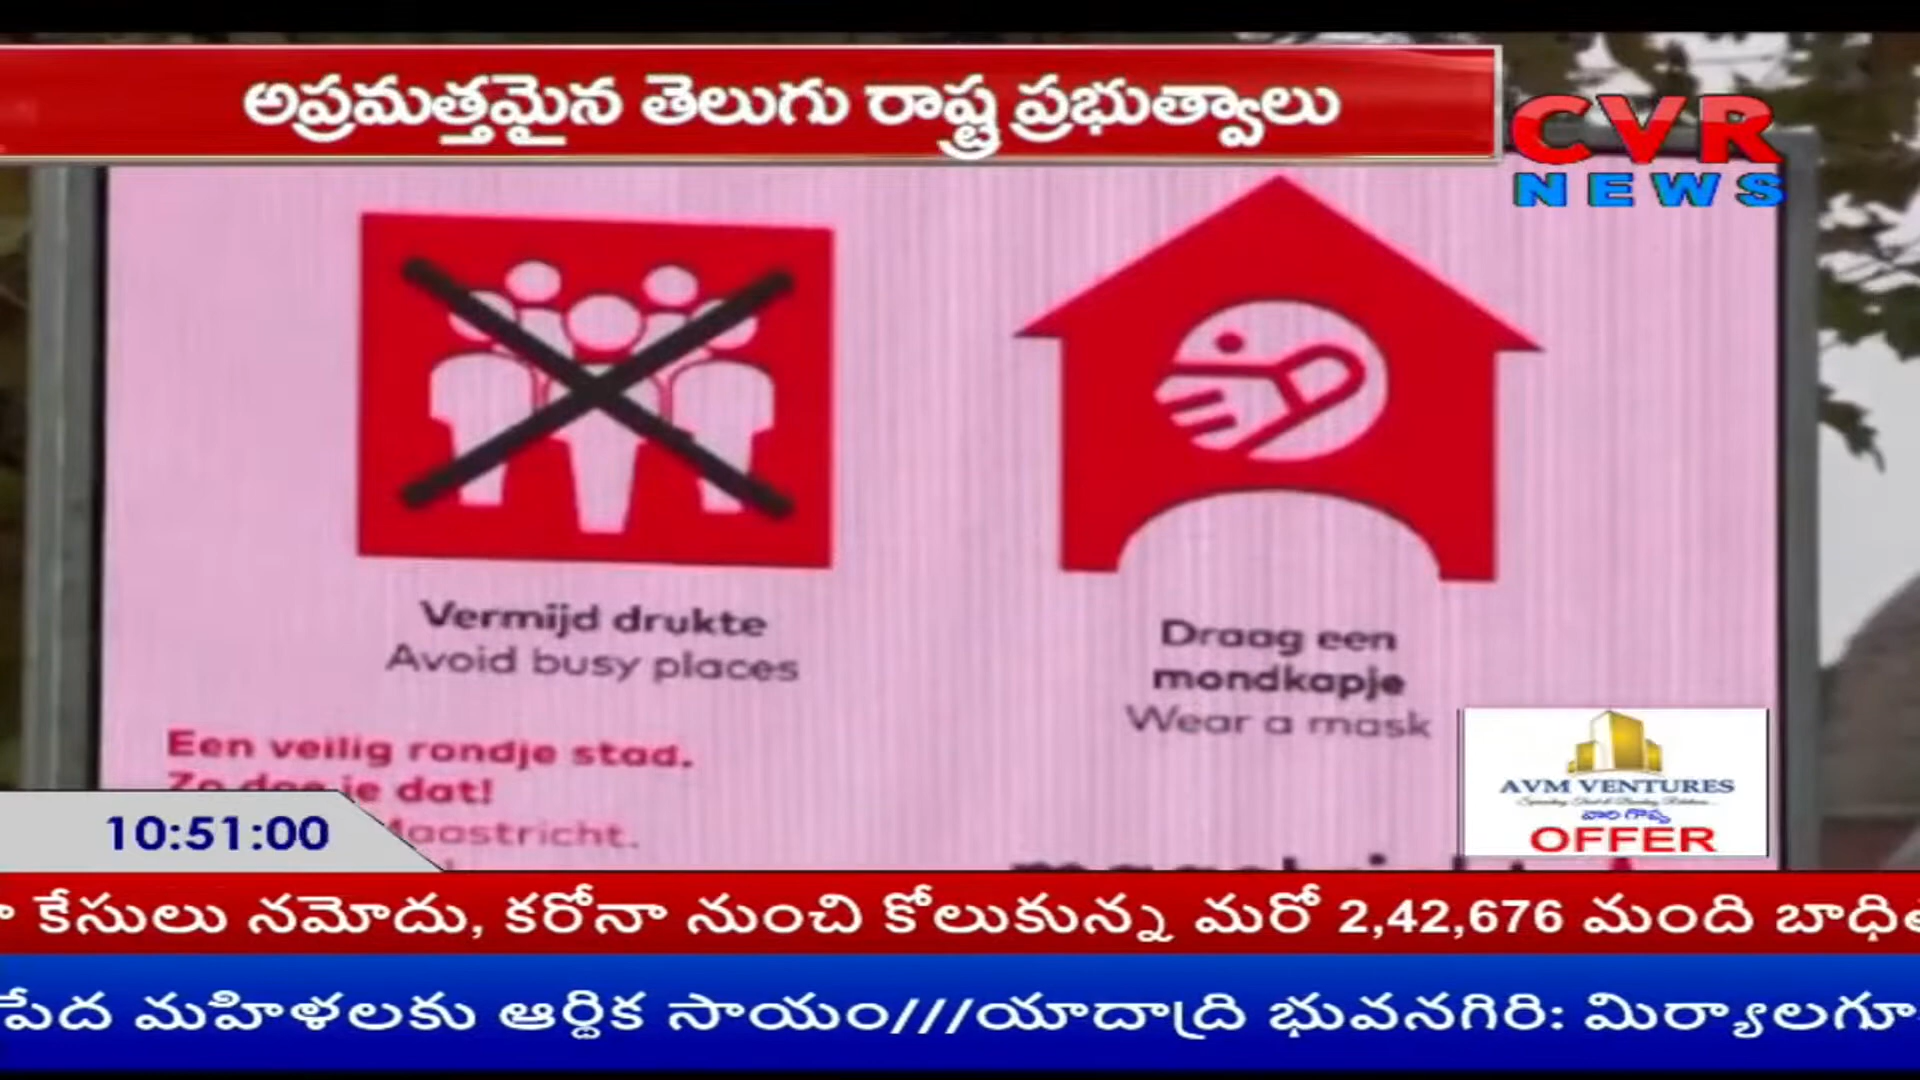 అప్రమత్తమైన తెలుగు రాష్ట్ర ప్రభుత్వాలు
CVR
NEWS
Vermijd drukte
Avoid busy places
Draag een
mondkapje
Wear a mask
Een veilig rondje stad.
Zo doe je dat!
Maastricht.
AVM VENTURES
వారి గొప్ప
OFFER
10:51:00
కేసులు నమోదు, కరోనా నుంచి కోలుకున్న మరో 2,42,676 మంది
పేద మహిళలకు ఆర్థిక సాయం///యాదాద్రి భువనగిరి: